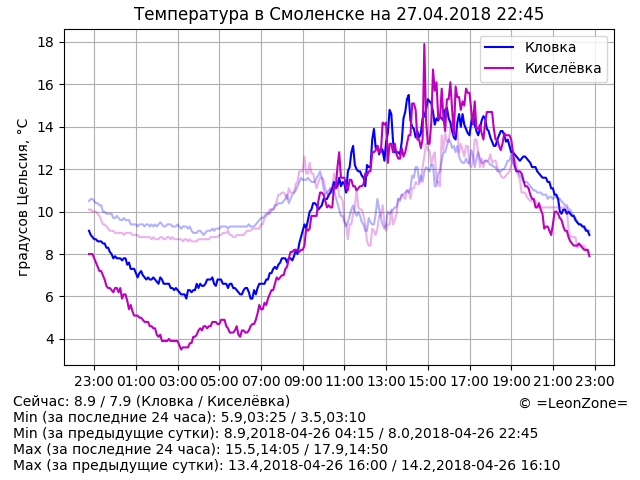 Температура в Смоленске на 27.04.2018 22:45
градусов Цельсия, °C
18
16
14
12
10
8
6
4
Кловка
Киселёвка
23:00 01:00 03:00 05:00 07:00 09:00 11:00 13:00 15:00 17:00 19:00 21:00 23:00
Сейчас: 8.9 / 7.9 (Кловка / Киселёвка)
© =LeonZone=
Min (за последние 24 часа): 5.9,03:25 / 3.5,03:10
Min (за предыдущие сутки): 8.9,2018-04-26 04:15 / 8.0,2018-04-26 22:45
Max (за последние 24 часа): 15.5,14:05 / 17.9,14:50
Max (за предыдущие сутки): 13.4,2018-04-26 16:00 / 14.2,2018-04-26 16:10